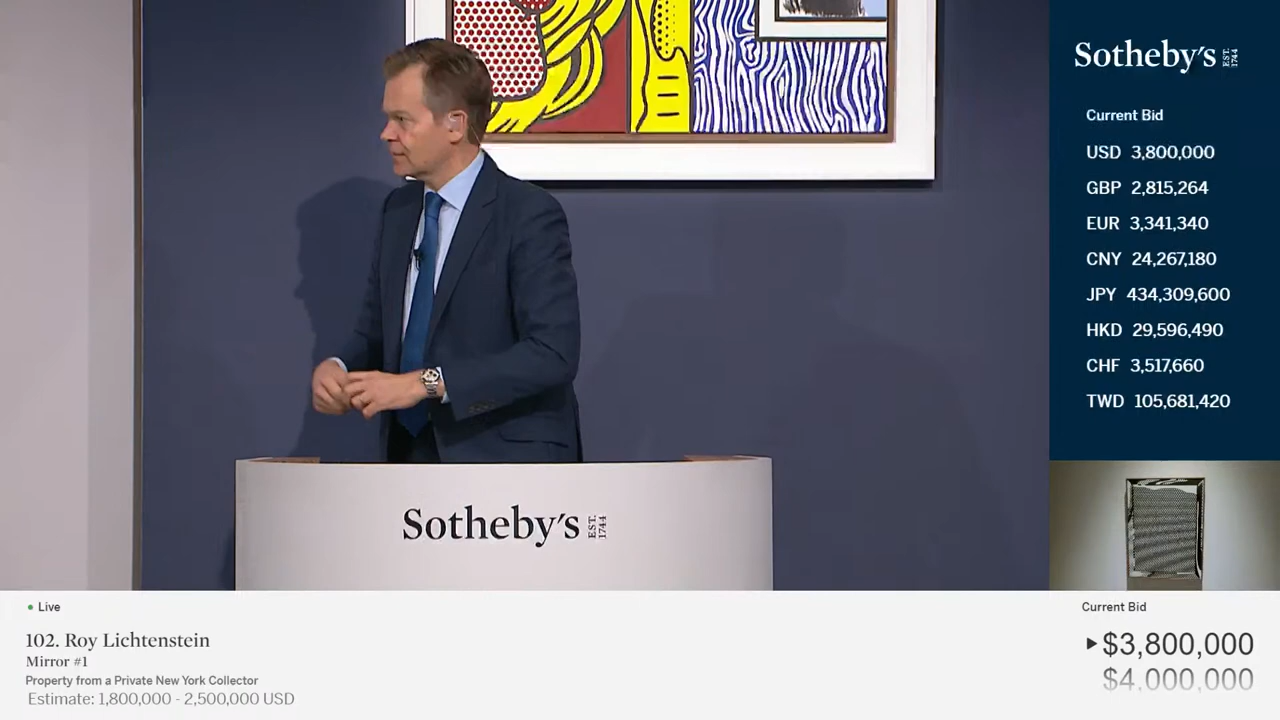 Sotheby's EST. 1744
Current Bid
USD 3,800,000
GBP 2,815,264
EUR 3,341,340
CNY 24,267,180
JPY 434,309,600
HKD 29,596,490
CHF 3,517,660
TWD 105,681,420
Sotheby's EST. 1744
Live
102. Roy Lichtenstein
Mirror #1
Property from a Private New York Collector
Estimate: 1,800,000 - 2,500,000 USD
Current Bid
$3,800,000
$4,000,000